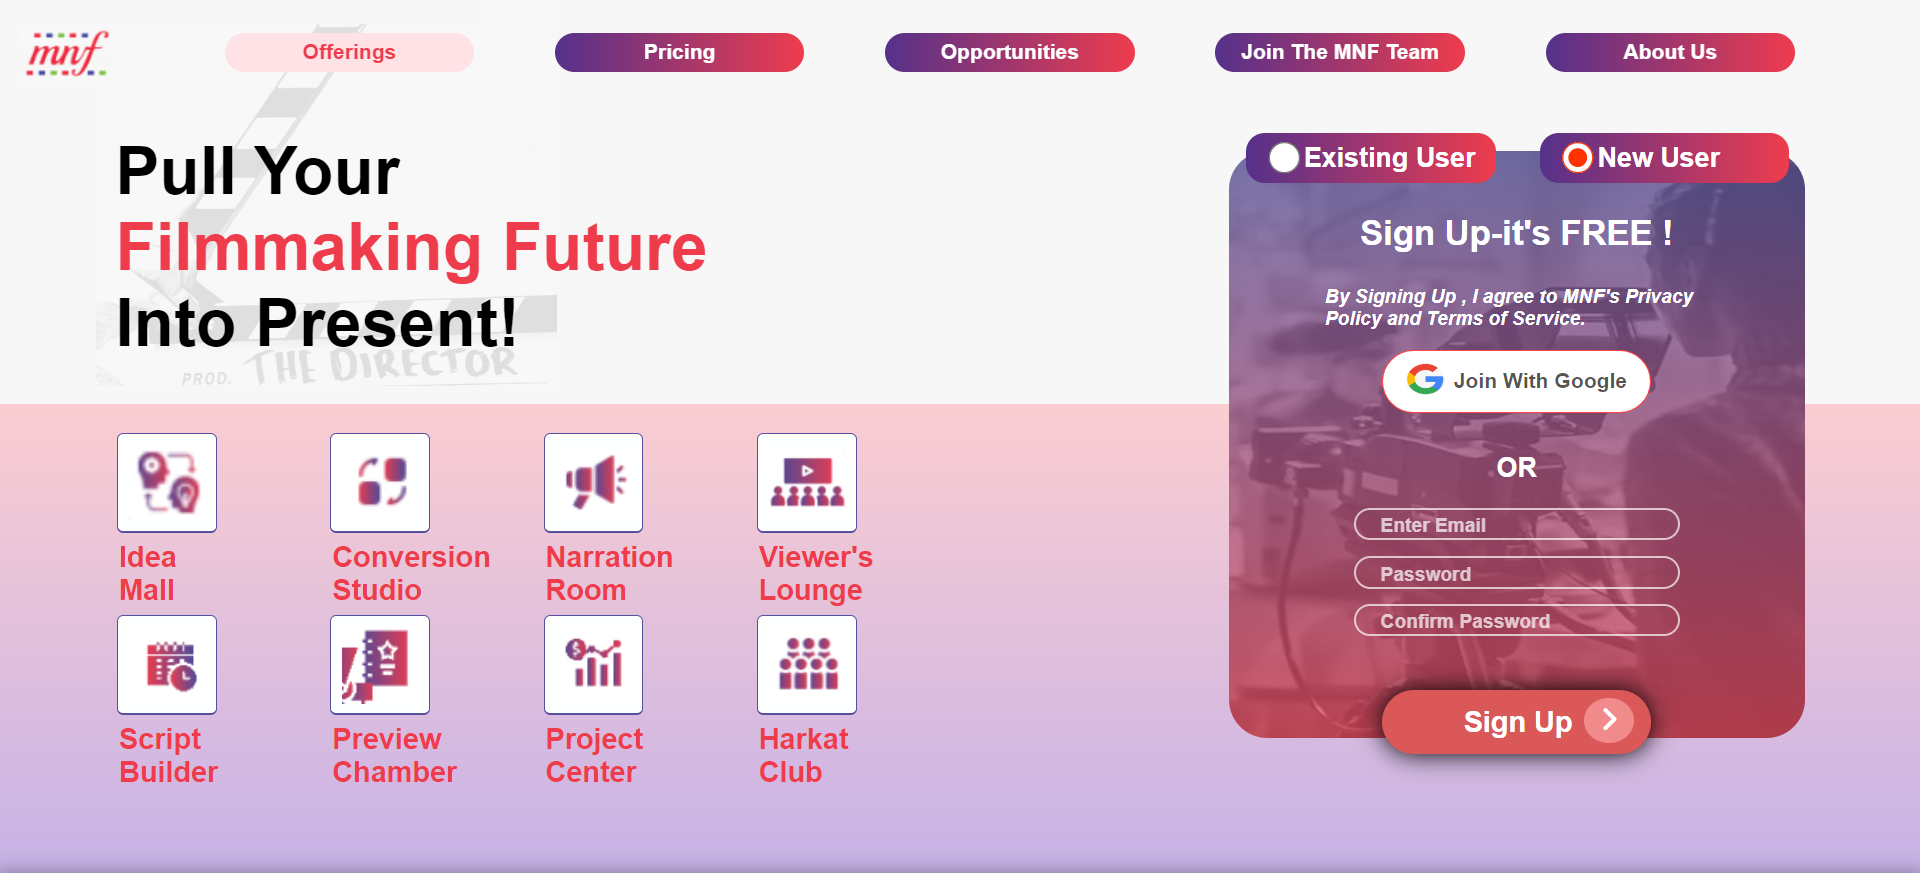 mnf
Offerings
Pricing
Opportunities
Join The MNF Team
About Us
Pull Your
Filmmaking Future
Into Present!
PROD. THE DIRECTOR
Existing User
New User
Sign Up-it's FREE !
By Signing Up , I agree to MNF's Privacy
Policy and Terms of Service.
Join With Google
OR
Enter Email
Password
Confirm Password
Sign Up
Idea
Mall
Conversion
Studio
Narration
Room
Viewer's
Lounge
Script
Builder
Preview
Chamber
Project
Center
Harkat
Club